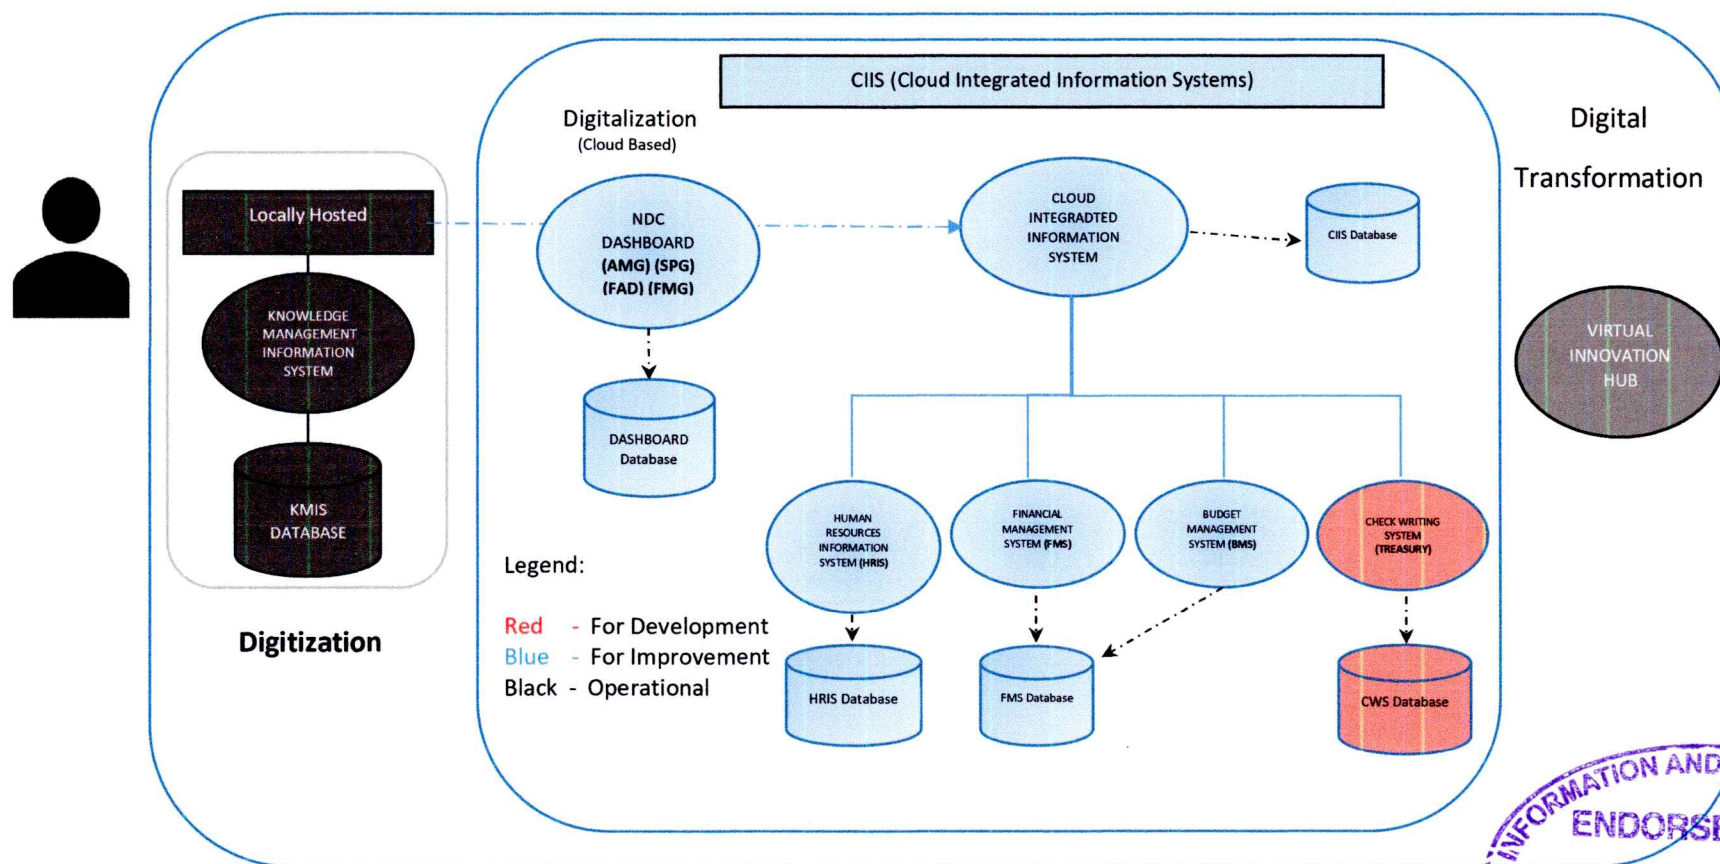 CIIS (Cloud Integrated Information Systems)
Digitalization
(Cloud Based)
Digital
Transformation
Locally Hosted
KNOWLEDGE
MANAGEMENT
INFORMATION
SYSTEM
KMIS
DATABASE
Digitization
NDC
DASHBOARD
(AMG) (SPG)
(FAD) (FMG)
DASHBOARD
Database
CLOUD
INTEGRADTED
INFORMATION
SYSTEM
CIIS Database
VIRTUAL
INNOVATION
HUB
HUMAN
RESOURCES
INFORMATION
SYSTEM (HRIS)
FINANCIAL
MANAGEMENT
SYSTEM (FMS)
BUDGET
MANAGEMENT
SYSTEM (BMS)
CHECK WRITING
SYSTEM
(TREASURY)
HRIS Database
FMS Database
CWS Database
Legend:
Red - For Development
Blue - For Improvement
Black - Operational
INFORMATION AND
ENDORSE